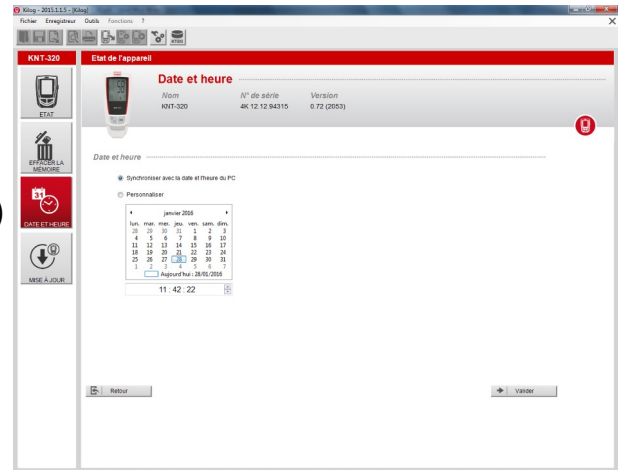 Kilog - 2015.1.1.5 - [Kilog]
Fichier Enregistreur Outils Fonctions ?
KNT-320
Etat de l'appareil
Date et heure
Nom N° de série Version
KNT-320 4K 12.12.94315 0.72 (2053)
ETAT
EFFACER LA MÉMOIRE
DATE ET HEURE
MISE À JOUR
Date et heure
Synchroniser avec la date et l'heure du PC
Personnaliser
janvier 2016
lun. mar. mer. jeu. ven. sam. dim.
28 29 30 31 1 2 3
4 5 6 7 8 9 10
11 12 13 14 15 16 17
18 19 20 21 22 23 24
25 26 27 28 29 30 31
1 2 3 4 5 6 7
Aujourd'hui : 28/01/2016
11 : 42 : 22
Retour
Valider